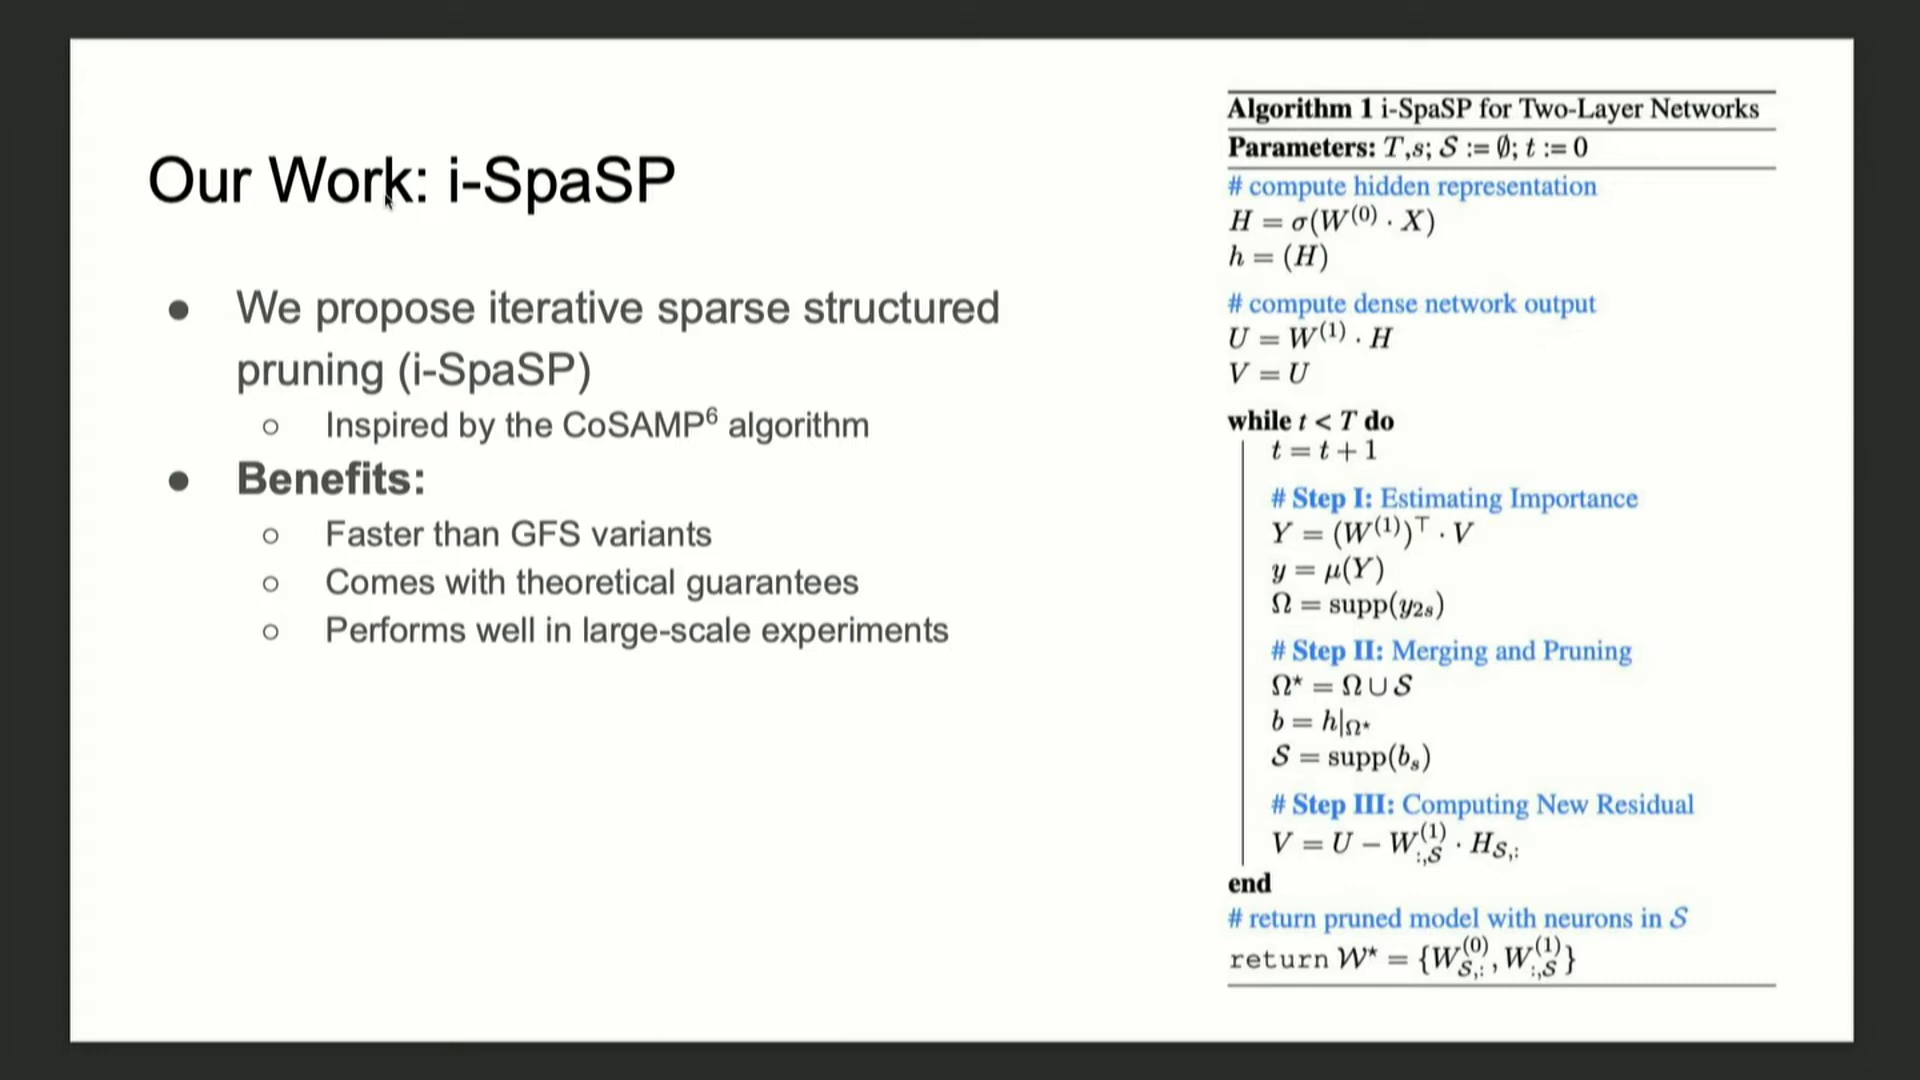 Our Work: i-SpaSP
● We propose iterative sparse structured
pruning (i-SpaSP)
○ Inspired by the CoSAMP⁶ algorithm
● Benefits:
○ Faster than GFS variants
○ Comes with theoretical guarantees
○ Performs well in large-scale experiments
Algorithm 1 i-SpaSP for Two-Layer Networks
Parameters: T,s; 𝒮 := ∅; t := 0
# compute hidden representation
H = σ(W⁽⁰⁾ · X)
h = (H)
# compute dense network output
U = W⁽¹⁾ · H
V = U
while t < T do
t = t + 1
# Step I: Estimating Importance
Y = (W⁽¹⁾)⊤ · V
y = μ(Y)
Ω = supp(y₂ₛ)
# Step II: Merging and Pruning
Ω⋆ = Ω ∪ 𝒮
b = h|_Ω⋆
𝒮 = supp(bₛ)
# Step III: Computing New Residual
V = U − W⁽¹⁾_:,𝒮 · H_𝒮,:
end
# return pruned model with neurons in 𝒮
return 𝒲⋆ = {W⁽⁰⁾_𝒮,: , W⁽¹⁾_:,𝒮}